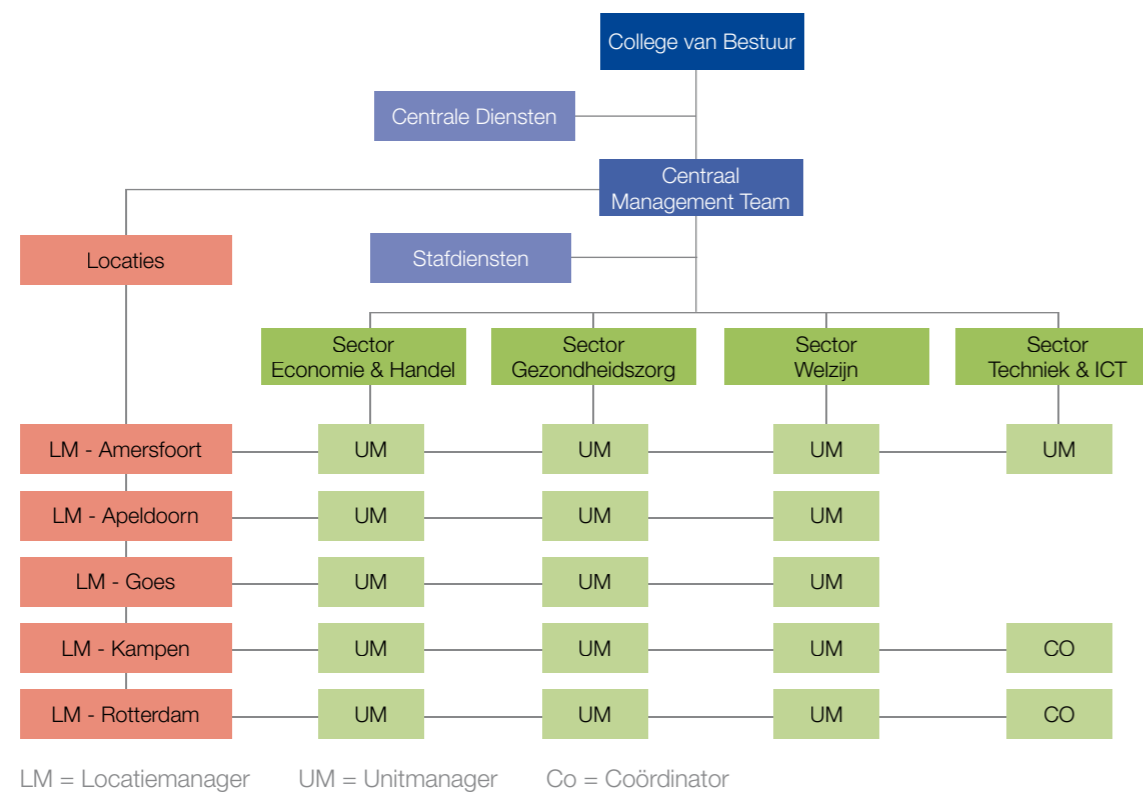 College van Bestuur
Centrale Diensten
Centraal
Management Team
Locaties
Stafdiensten
Sector
Economie & Handel
Sector
Gezondheidszorg
Sector
Welzijn
Sector
Techniek & ICT
LM - Amersfoort
UM
UM
UM
UM
LM - Apeldoorn
UM
UM
UM
LM - Goes
UM
UM
UM
LM - Kampen
UM
UM
UM
CO
LM - Rotterdam
UM
UM
UM
CO
LM = Locatiemanager
UM = Unitmanager
Co = Coördinator